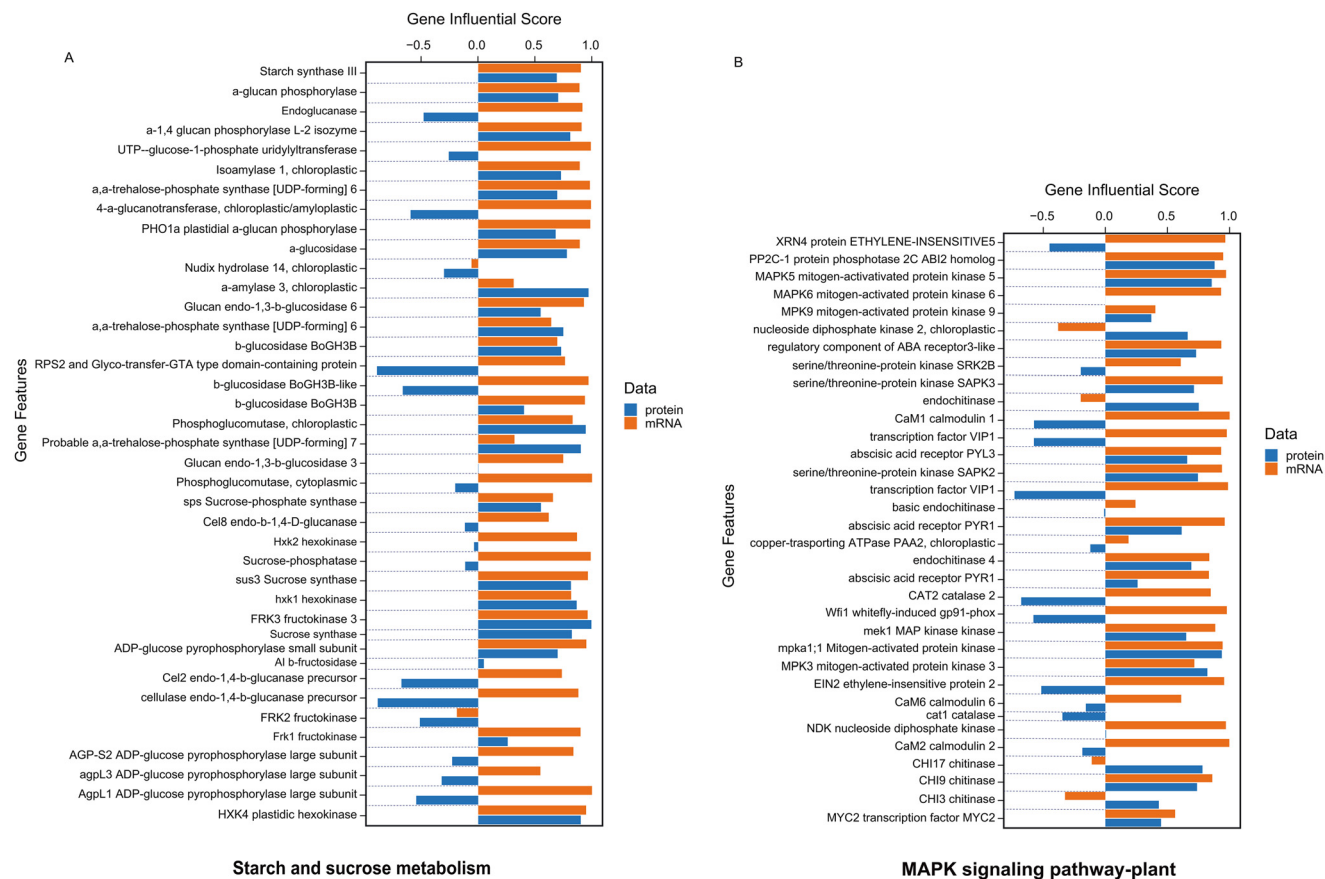 A
Gene Influential Score
−0.5 0.0 0.5 1.0
Gene Features
Starch synthase III
a-glucan phosphorylase
Endoglucanase
a-1,4 glucan phosphorylase L-2 isozyme
UTP--glucose-1-phosphate uridylyltransferase
Isoamylase 1, chloroplastic
a,a-trehalose-phosphate synthase [UDP-forming] 6
4-a-glucanotransferase, chloroplastic/amyloplastic
PHO1a plastidial a-glucan phosphorylase
a-glucosidase
Nudix hydrolase 14, chloroplastic
a-amylase 3, chloroplastic
Glucan endo-1,3-b-glucosidase 6
a,a-trehalose-phosphate synthase [UDP-forming] 6
b-glucosidase BoGH3B
RPS2 and Glyco-transfer-GTA type domain-containing protein
b-glucosidase BoGH3B-like
b-glucosidase BoGH3B
Phosphoglucomutase, chloroplastic
Probable a,a-trehalose-phosphate synthase [UDP-forming] 7
Glucan endo-1,3-b-glucosidase 3
Phosphoglucomutase, cytoplasmic
sps Sucrose-phosphate synthase
Cel8 endo-b-1,4-D-glucanase
Hxk2 hexokinase
Sucrose-phosphatase
sus3 Sucrose synthase
hxk1 hexokinase
FRK3 fructokinase 3
Sucrose synthase
ADP-glucose pyrophosphorylase small subunit
AI b-fructosidase
Cel2 endo-1,4-b-glucanase precursor
cellulase endo-1,4-b-glucanase precursor
FRK2 fructokinase
Frk1 fructokinase
AGP-S2 ADP-glucose pyrophosphorylase large subunit
agpL3 ADP-glucose pyrophosphorylase large subunit
AgpL1 ADP-glucose pyrophosphorylase large subunit
HXK4 plastidic hexokinase
Data
protein
mRNA
Starch and sucrose metabolism
B
Gene Influential Score
−0.5 0.0 0.5 1.0
Gene Features
XRN4 protein ETHYLENE-INSENSITIVE5
PP2C-1 protein phosphotase 2C ABI2 homolog
MAPK5 mitogen-activativated protein kinase 5
MAPK6 mitogen-activated protein kinase 6
MPK9 mitogen-activated protein kinase 9
nucleoside diphosphate kinase 2, chloroplastic
regulatory component of ABA receptor3-like
serine/threonine-protein kinase SRK2B
serine/threonine-protein kinase SAPK3
endochitinase
CaM1 calmodulin 1
transcription factor VIP1
abscisic acid receptor PYL3
serine/threonine-protein kinase SAPK2
transcription factor VIP1
basic endochitinase
abscisic acid receptor PYR1
copper-trasporting ATPase PAA2, chloroplastic
endochitinase 4
abscisic acid receptor PYR1
CAT2 catalase 2
Wfi1 whitefly-induced gp91-phox
mek1 MAP kinase kinase
mpka1;1 Mitogen-activated protein kinase
MPK3 mitogen-activated protein kinase 3
EIN2 ethylene-insensitive protein 2
CaM6 calmodulin 6
cat1 catalase
NDK nucleoside diphosphate kinase
CaM2 calmodulin 2
CHI17 chitinase
CHI9 chitinase
CHI3 chitinase
MYC2 transcription factor MYC2
Data
protein
mRNA
MAPK signaling pathway-plant